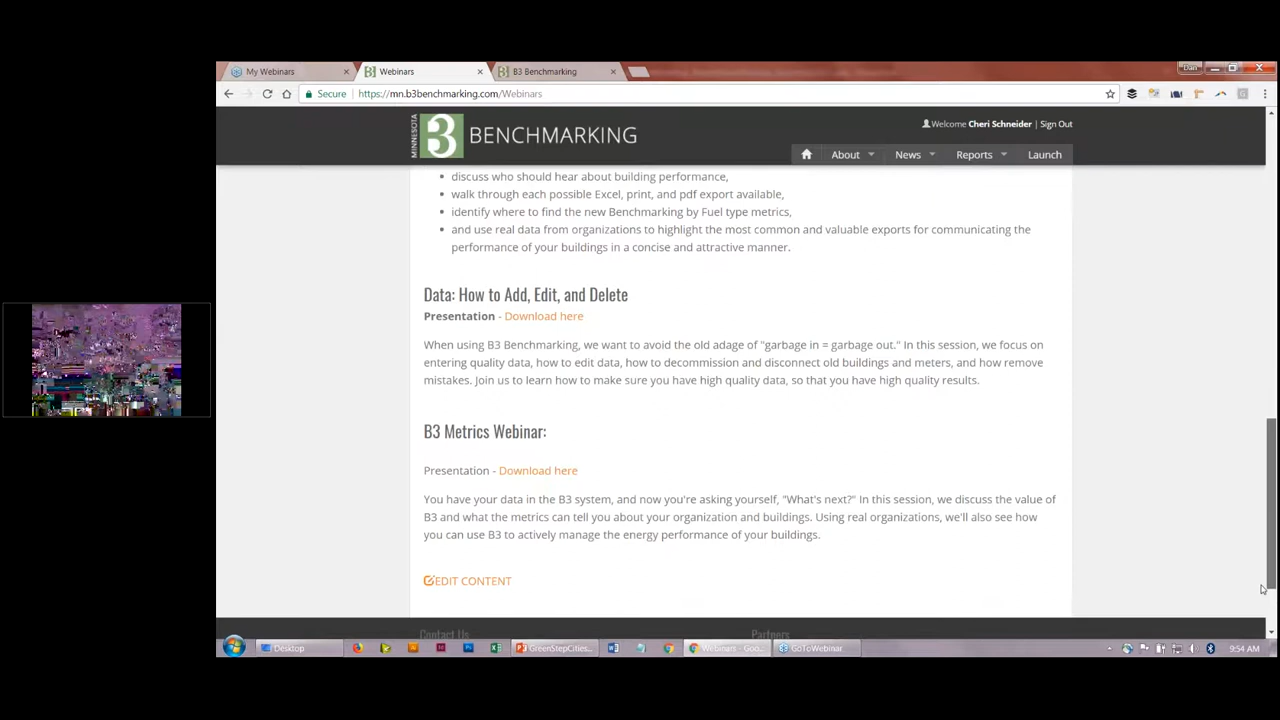 My Webinars
Webinars
B3 Benchmarking
Dan
Secure
https://mn.b3benchmarking.com/Webinars
MINNESOTA
B3 BENCHMARKING
Welcome Cheri Schneider | Sign Out
About
News
Reports
Launch
discuss who should hear about building performance,
walk through each possible Excel, print, and pdf export available,
identify where to find the new Benchmarking by Fuel type metrics,
and use real data from organizations to highlight the most common and valuable exports for communicating the
performance of your buildings in a concise and attractive manner.
Data: How to Add, Edit, and Delete
Presentation - Download here
When using B3 Benchmarking, we want to avoid the old adage of "garbage in = garbage out." In this session, we focus on
entering quality data, how to edit data, how to decommission and disconnect old buildings and meters, and how remove
mistakes. Join us to learn how to make sure you have high quality data, so that you have high quality results.
B3 Metrics Webinar:
Presentation - Download here
You have your data in the B3 system, and now you're asking yourself, "What's next?" In this session, we discuss the value of
B3 and what the metrics can tell you about your organization and buildings. Using real organizations, we'll also see how
you can use B3 to actively manage the energy performance of your buildings.
EDIT CONTENT
Contact Us
Partners
Desktop
GreenStepCities...
Webinars - Goo...
GoToWebinar
9:54 AM